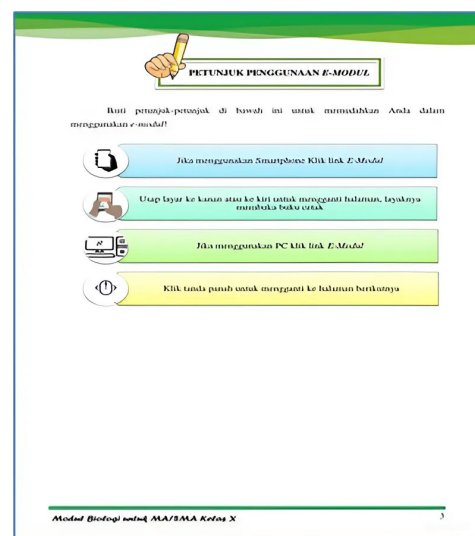 PETUNJUK PENGGUNAAN E-MODUL
Ikuti petunjuk-petunjuk di bawah ini untuk memudahkan Anda dalam
menggunakan e-modul!
Jika menggunakan Smartphone Klik link E-Modul
Usap layar ke kanan atau ke kiri untuk mengganti halaman, layaknya
membuka buku cetak
Jika menggunakan PC klik link E-Modul
Klik tanda panah untuk mengganti ke halaman berikutnya
Modul Biologi untuk MA/SMA Kelas X
3